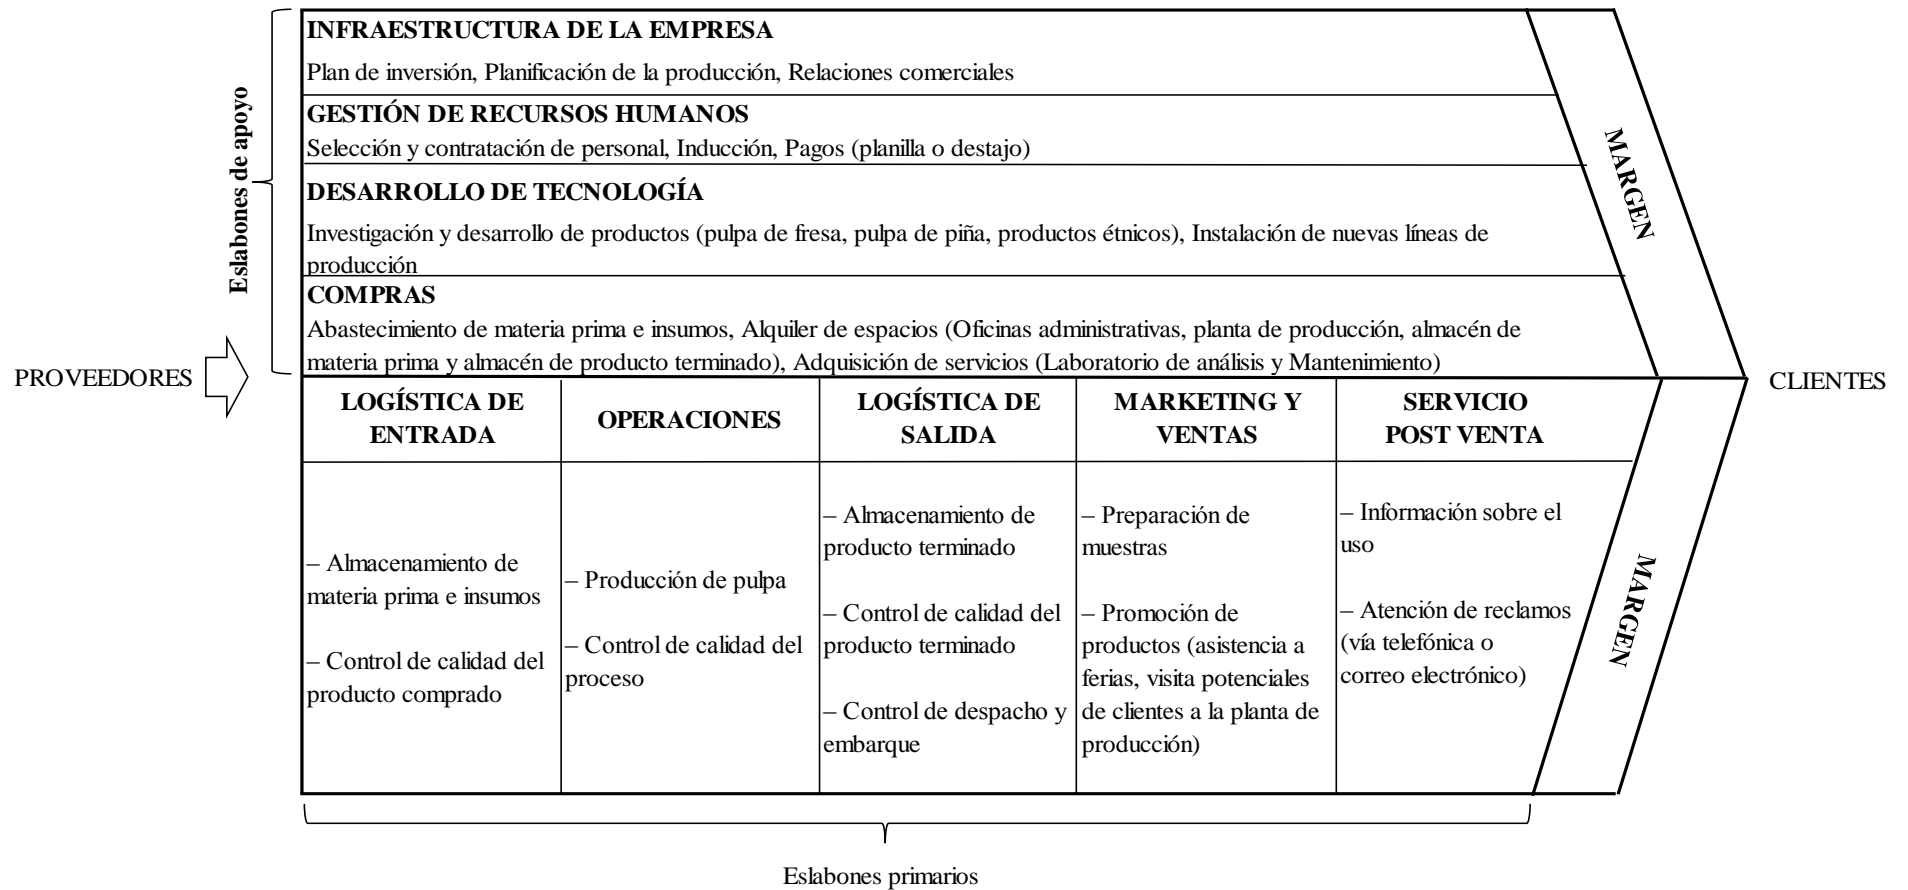 INFRAESTRUCTURA DE LA EMPRESA
Plan de inversión, Planificación de la producción, Relaciones comerciales
GESTIÓN DE RECURSOS HUMANOS
Selección y contratación de personal, Inducción, Pagos (planilla o destajo)
DESARROLLO DE TECNOLOGÍA
Investigación y desarrollo de productos (pulpa de fresa, pulpa de piña, productos étnicos), Instalación de nuevas líneas de
producción
COMPRAS
Abastecimiento de materia prima e insumos, Alquiler de espacios (Oficinas administrativas, planta de producción, almacén de
materia prima y almacén de producto terminado), Adquisición de servicios (Laboratorio de análisis y Mantenimiento)
Eslabones de apoyo
MARGEN
PROVEEDORES
CLIENTES
LOGÍSTICA DE
ENTRADA
– Almacenamiento de
materia prima e insumos
– Control de calidad del
producto comprado
OPERACIONES
– Producción de pulpa
– Control de calidad del
proceso
LOGÍSTICA DE
SALIDA
– Almacenamiento de
producto terminado
– Control de calidad del
producto terminado
– Control de despacho y
embarque
MARKETING Y
VENTAS
– Preparación de
muestras
– Promoción de
productos (asistencia a
ferias, visita potenciales
de clientes a la planta de
producción)
SERVICIO
POST VENTA
– Información sobre el
uso
– Atención de reclamos
(vía telefónica o
correo electrónico)
MARGEN
Eslabones primarios